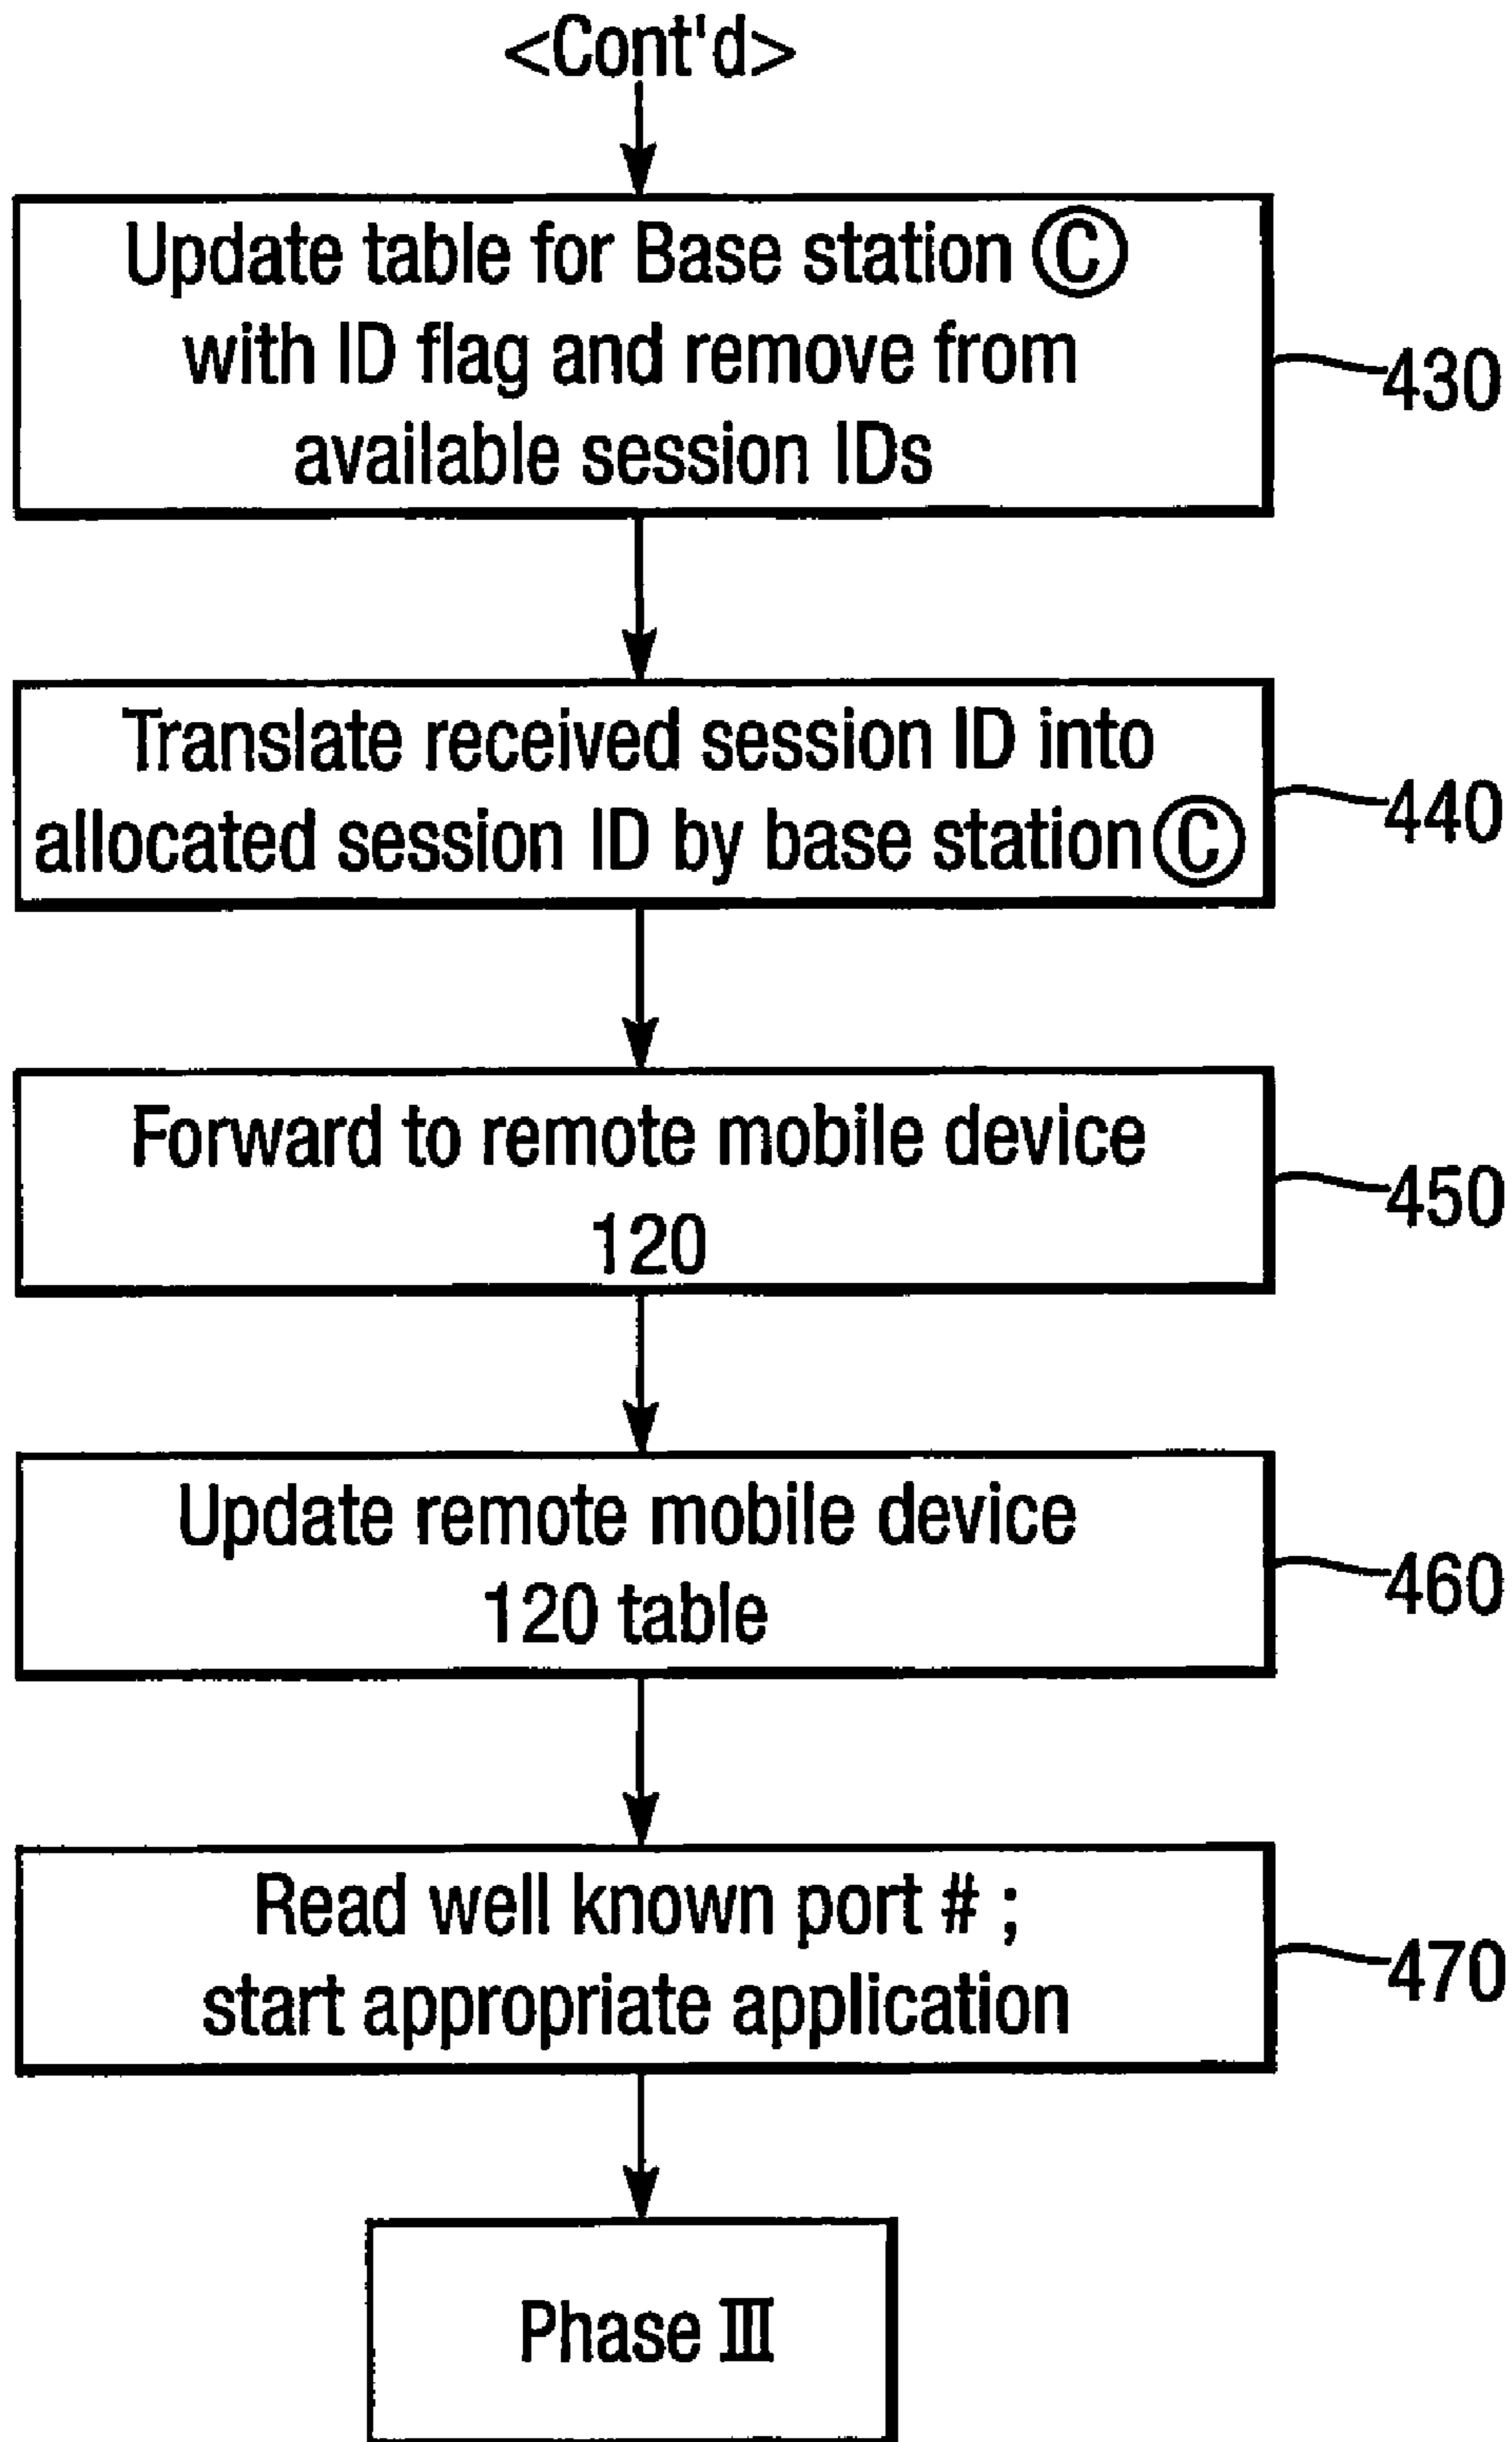 <Cont'd>
Update table for Base station Ⓒ
with ID flag and remove from
available session IDs
430
Translate received session ID into
allocated session ID by base station Ⓒ
440
Forward to remote mobile device
120
450
Update remote mobile device
120 table
460
Read well known port # ;
start appropriate application
470
Phase III